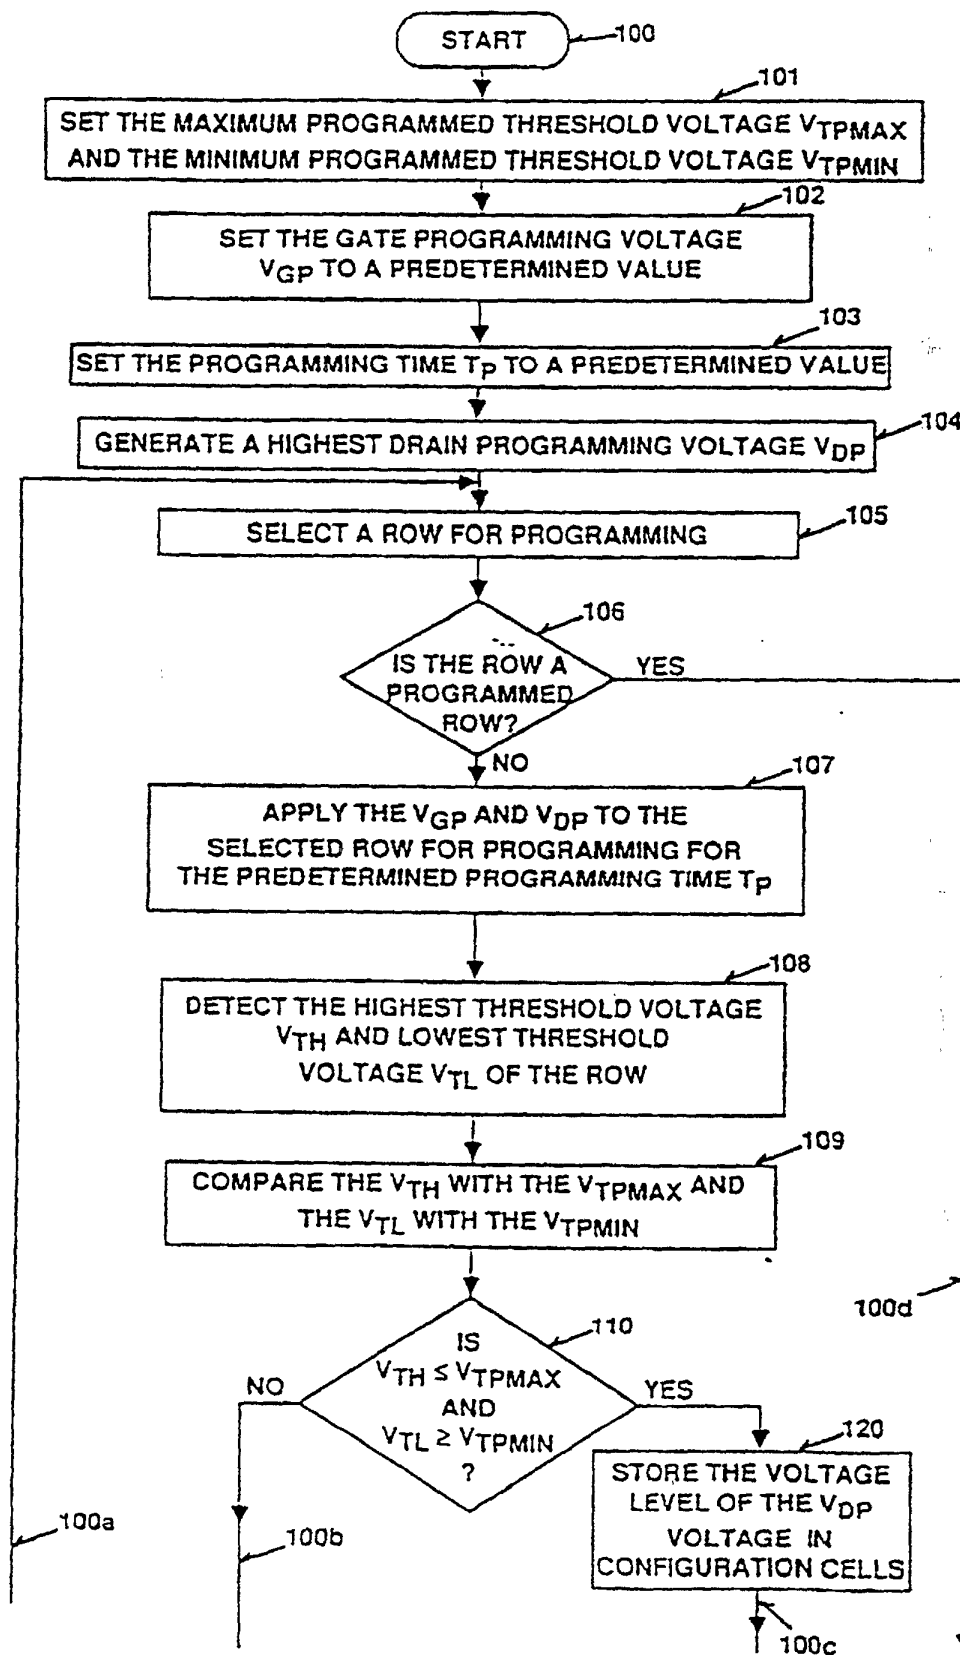 START
100
101
SET THE MAXIMUM PROGRAMMED THRESHOLD VOLTAGE VTPMAX
AND THE MINIMUM PROGRAMMED THRESHOLD VOLTAGE VTPMIN
102
SET THE GATE PROGRAMMING VOLTAGE
VGP TO A PREDETERMINED VALUE
103
SET THE PROGRAMMING TIME TP TO A PREDETERMINED VALUE
104
GENERATE A HIGHEST DRAIN PROGRAMMING VOLTAGE VDP
105
SELECT A ROW FOR PROGRAMMING
106
IS THE ROW A
PROGRAMMED
ROW?
YES
NO
107
APPLY THE VGP AND VDP TO THE
SELECTED ROW FOR PROGRAMMING FOR
THE PREDETERMINED PROGRAMMING TIME TP
108
DETECT THE HIGHEST THRESHOLD VOLTAGE
VTH AND LOWEST THRESHOLD
VOLTAGE VTL OF THE ROW
109
COMPARE THE VTH WITH THE VTPMAX AND
THE VTL WITH THE VTPMIN
100d
110
IS
VTH ≤ VTPMAX
AND
VTL ≥ VTPMIN
?
NO
YES
120
STORE THE VOLTAGE
LEVEL OF THE VDP
VOLTAGE IN
CONFIGURATION CELLS
100a
100b
100c